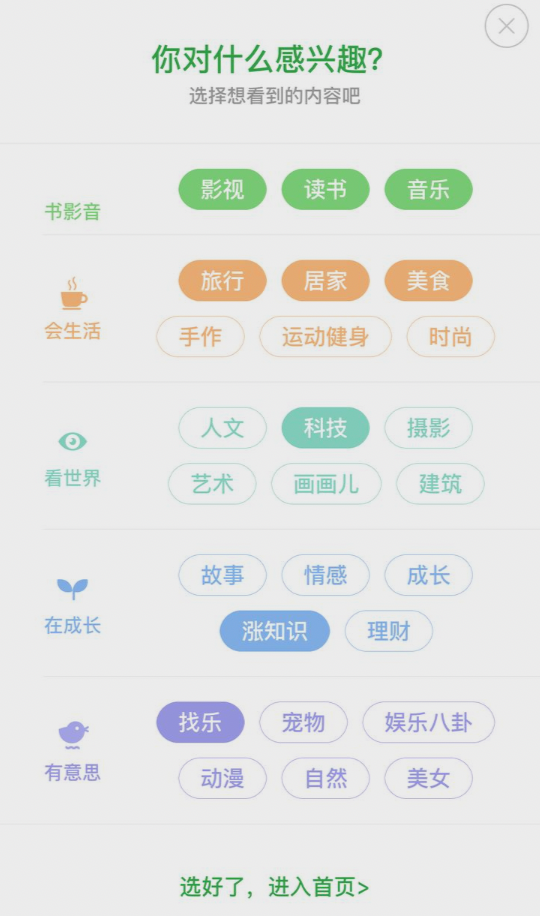 你对什么感兴趣?
选择想看到的内容吧
影视 读书 音乐
书影音
旅行 居家 美食
会生活
手作 运动健身 时尚
人文 科技 摄影
看世界
艺术 画画儿 建筑
故事 情感 成长
在成长
涨知识 理财
找乐 宠物 娱乐八卦
有意思
动漫 自然 美女
选好了，进入首页>